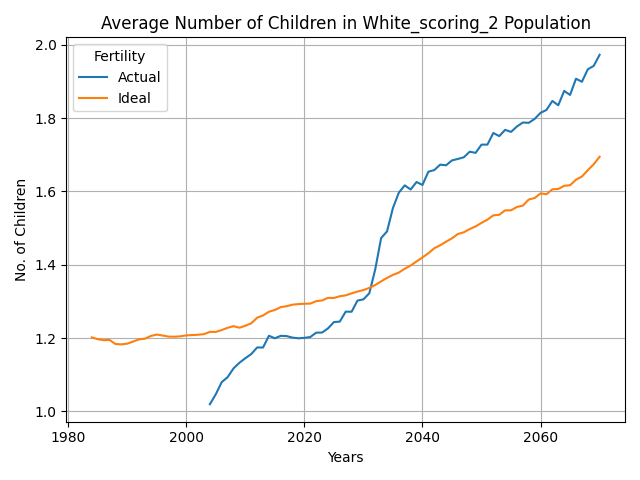 Average Number of Children in White_scoring_2 Population
Fertility
Actual
Ideal
No. of Children
2.0
1.8
1.6
1.4
1.2
1.0
1980
2000
2020
2040
2060
Years